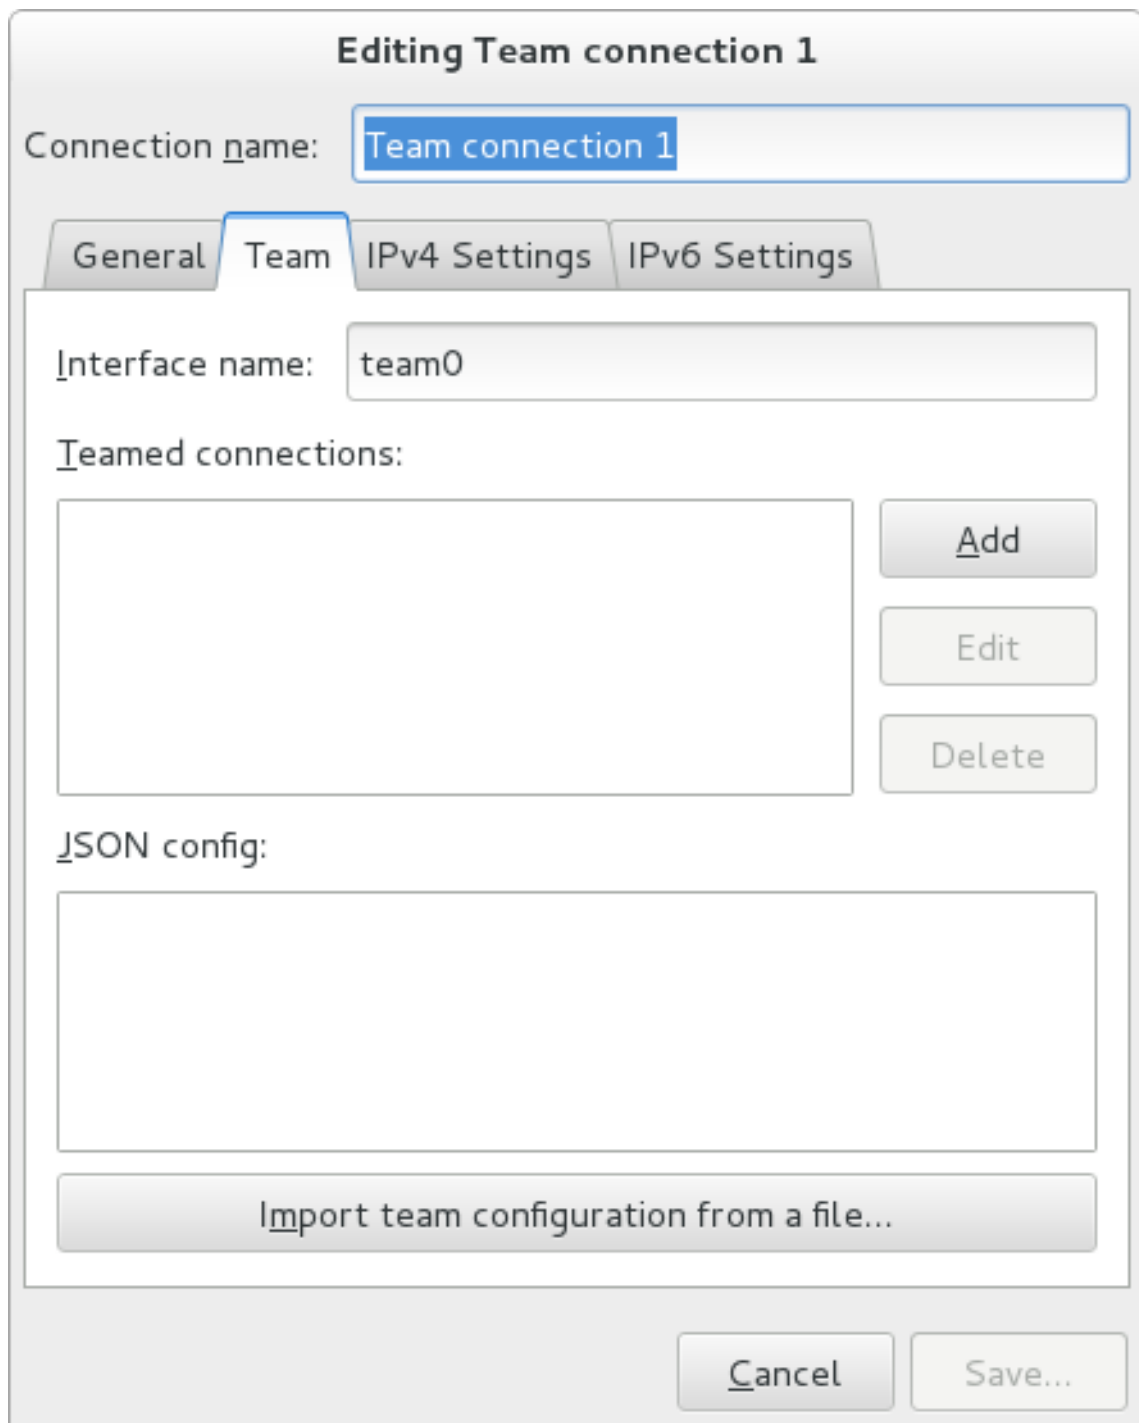 Editing Team connection 1
Connection name: Team connection 1
General Team IPv4 Settings IPv6 Settings
Interface name: team0
Teamed connections:
Add
Edit
Delete
JSON config:
Import team configuration from a file...
Cancel Save...